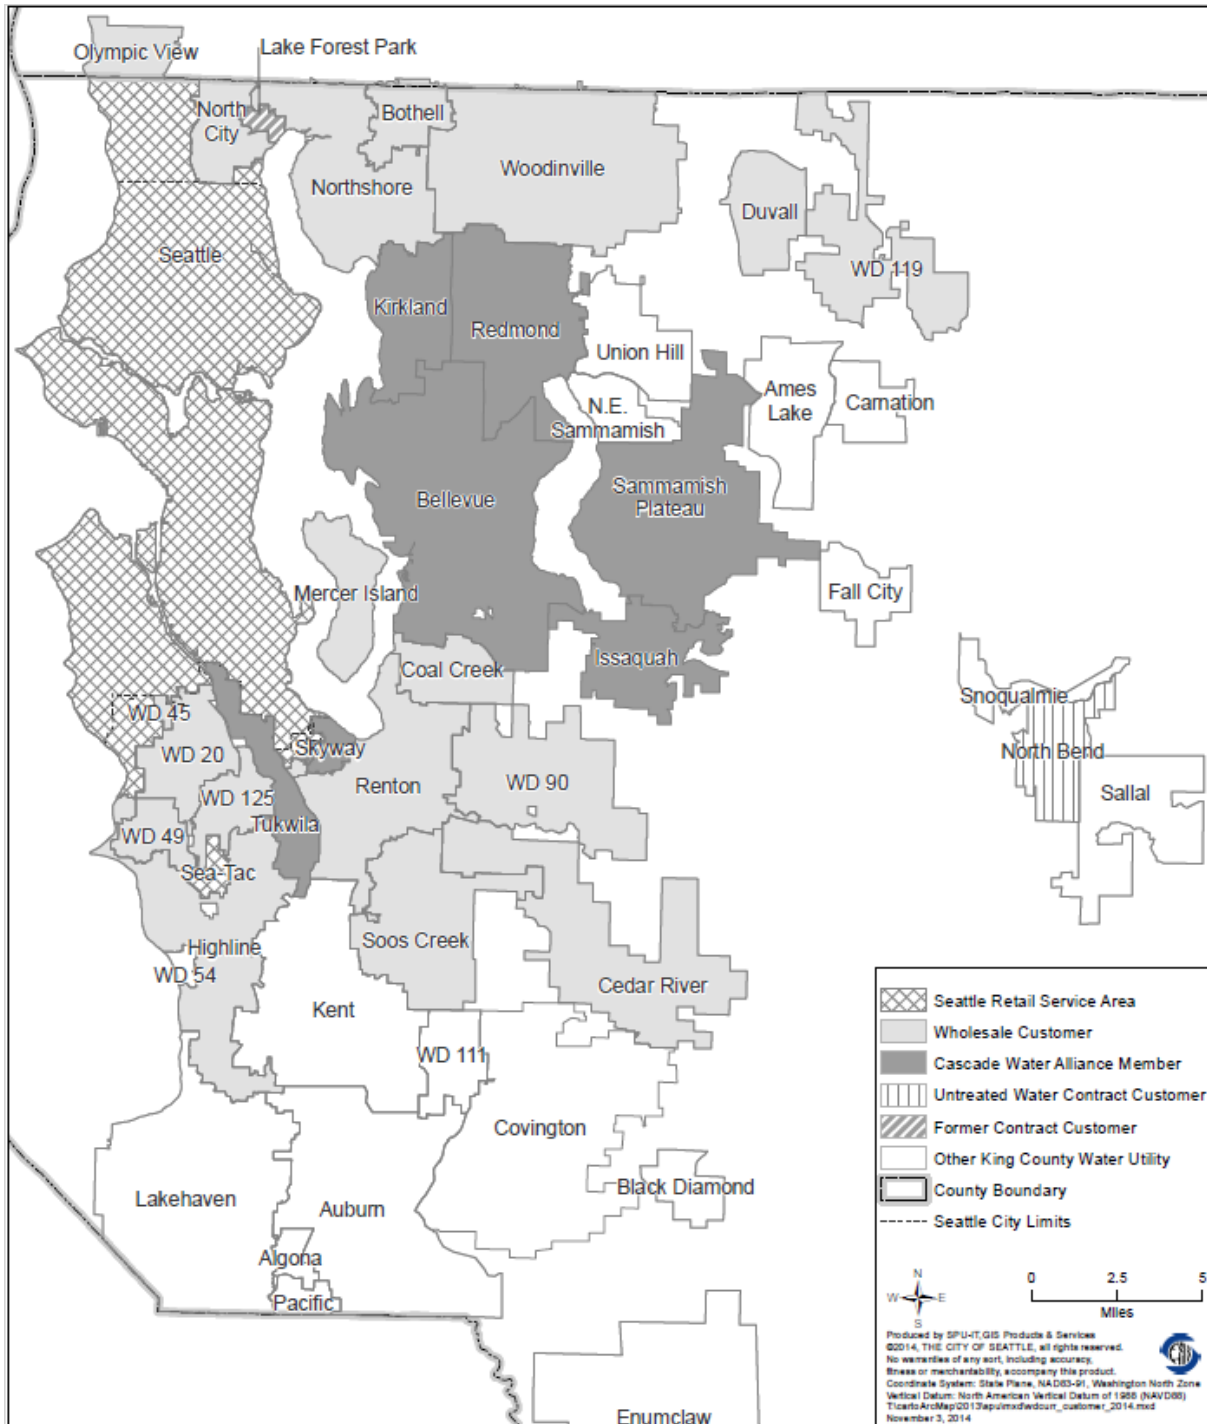 Olympic View
Lake Forest Park
North
City
Bothell
Woodinville
Northshore
Duvall
Seattle
WD 119
Kirkland
Redmond
Union Hill
Ames
Lake
Carnation
N.E.
Sammamish
Bellevue
Sammamish
Plateau
Mercer Island
Fall City
Coal Creek
Issaquah
Snoqualmie
North Bend
Sallal
WD 45
WD 20
Skyway
Renton
WD 90
WD 125
Tukwila
WD 49
Sea-Tac
Highline
WD 54
Soos Creek
Cedar River
Kent
WD 111
Covington
Black Diamond
Lakehaven
Auburn
Algona
Pacific
Enumclaw
Seattle Retail Service Area
Wholesale Customer
Cascade Water Alliance Member
Untreated Water Contract Customer
Former Contract Customer
Other King County Water Utility
County Boundary
Seattle City Limits
N
W E
S
0 2.5 5
Miles
Produced by SPU-IT, GIS Products & Services
©2014, THE CITY OF SEATTLE, all rights reserved.
No warranties of any sort, including accuracy,
fitness or merchantability, accompany this product.
Coordinate System: State Plane, NAD83-91, Washington North Zone
Vertical Datum: North American Vertical Datum of 1988 (NAVD88)
November 3, 2014